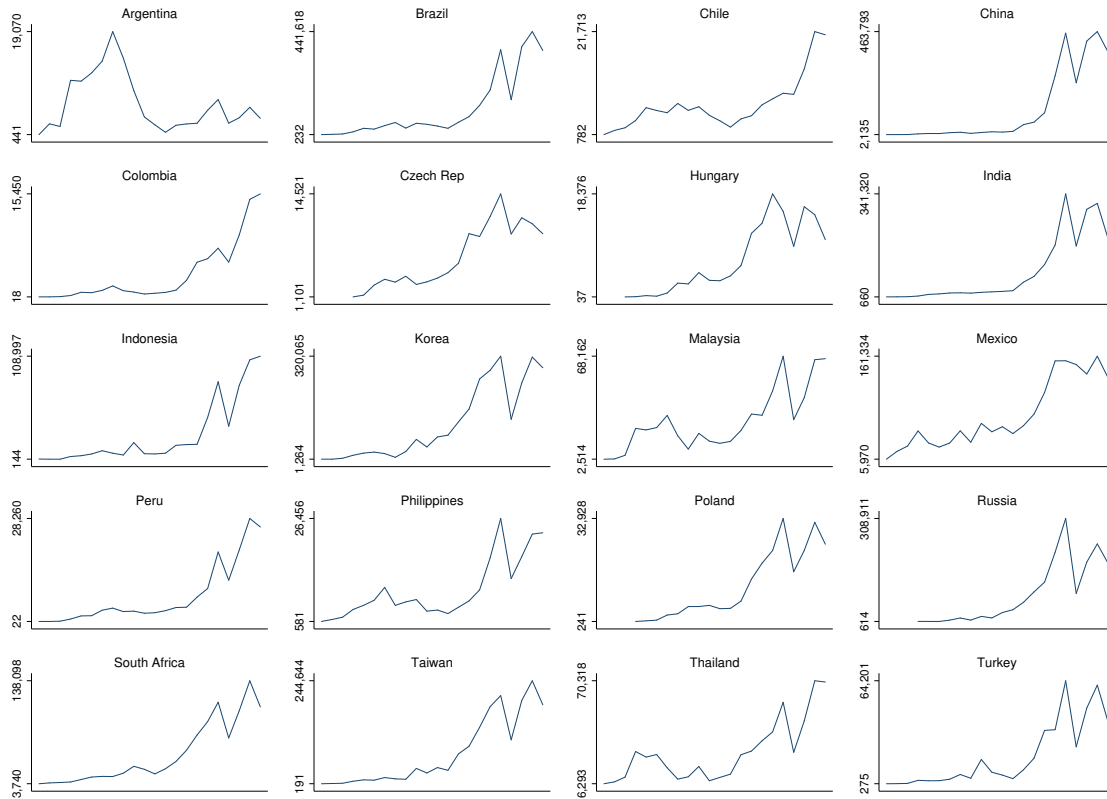 Argentina
19,070
441
Brazil
441,618
232
Chile
21,713
782
China
463,793
2,135
Colombia
15,450
18
Czech Rep
14,521
1,101
Hungary
18,376
37
India
341,320
660
Indonesia
108,997
144
Korea
320,065
1,264
Malaysia
68,162
2,514
Mexico
161,334
5,970
Peru
28,260
22
Philippines
26,456
581
Poland
32,928
241
Russia
308,911
614
South Africa
138,098
3,740
Taiwan
244,644
191
Thailand
70,318
6,293
Turkey
64,201
275